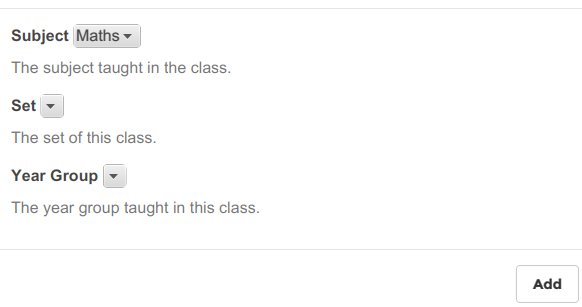 Subject Maths
The subject taught in the class.
Set
The set of this class.
Year Group
The year group taught in this class.
Add